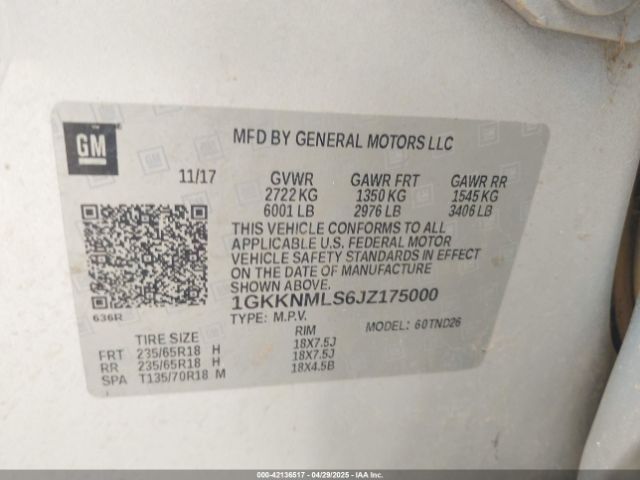 GM
MFD BY GENERAL MOTORS LLC
11/17 GVWR GAWR FRT GAWR RR
2722 KG 1350 KG 1545 KG
6001 LB 2976 LB 3406 LB
THIS VEHICLE CONFORMS TO ALL
APPLICABLE U.S. FEDERAL MOTOR
VEHICLE SAFETY STANDARDS IN EFFECT
ON THE DATE OF MANUFACTURE
SHOWN ABOVE.
1GKKNMLS6JZ175000
636R
TYPE: M.P.V. MODEL: 60TND26
TIRE SIZE RIM
FRT 235/65R18 H 18X7.5J
RR 235/65R18 H 18X7.5J
SPA T135/70R18 M 18X4.5B
000-42136517 - 04/29/2025 - IAAI, Inc.